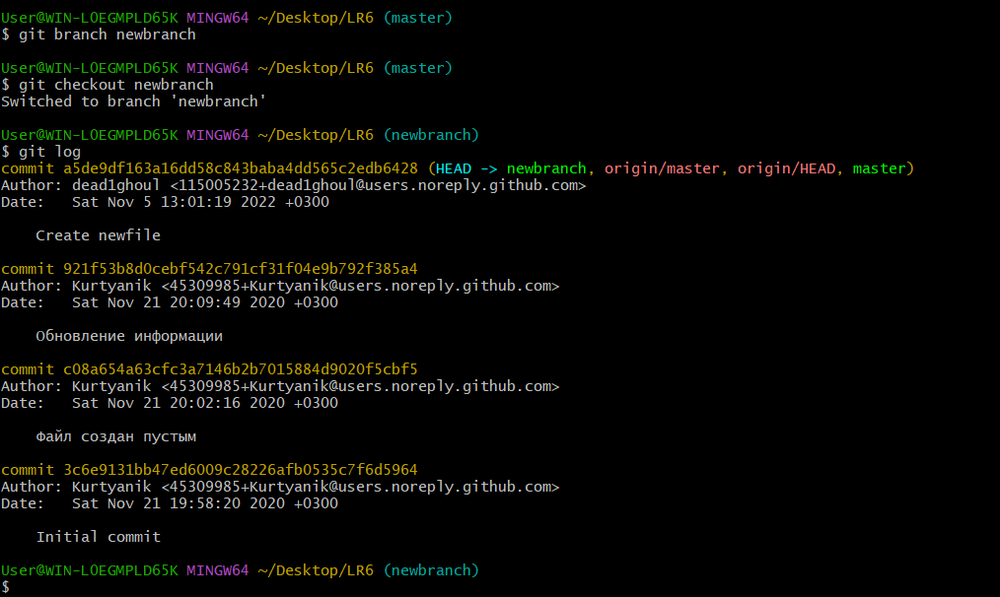 User@WIN-L0EGMPLD65K MINGW64 ~/Desktop/LR6 (master)
$ git branch newbranch
User@WIN-L0EGMPLD65K MINGW64 ~/Desktop/LR6 (master)
$ git checkout newbranch
Switched to branch 'newbranch'
User@WIN-L0EGMPLD65K MINGW64 ~/Desktop/LR6 (newbranch)
$ git log
commit a5de9df163a16dd58c843baba4dd565c2edb6428 (HEAD -> newbranch, origin/master, origin/HEAD, master)
Author: dead1ghoul <115005232+dead1ghoul@users.noreply.github.com>
Date:   Sat Nov 5 13:01:19 2022 +0300
Create newfile
commit 921f53b8d0cebf542c791cf31f04e9b792f385a4
Author: Kurtyanik <45309985+Kurtyanik@users.noreply.github.com>
Date:   Sat Nov 21 20:09:49 2020 +0300
Обновление информации
commit c08a654a63cfc3a7146b2b7015884d9020f5cbf5
Author: Kurtyanik <45309985+Kurtyanik@users.noreply.github.com>
Date:   Sat Nov 21 20:02:16 2020 +0300
Файл создан пустым
commit 3c6e9131bb47ed6009c28226afb0535c7f6d5964
Author: Kurtyanik <45309985+Kurtyanik@users.noreply.github.com>
Date:   Sat Nov 21 19:58:20 2020 +0300
Initial commit
User@WIN-L0EGMPLD65K MINGW64 ~/Desktop/LR6 (newbranch)
$